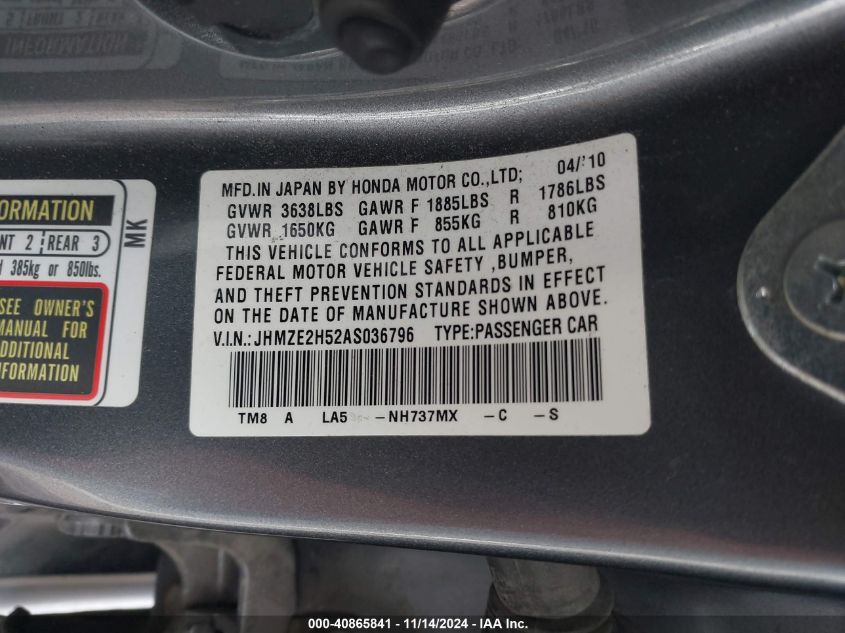 INFORMATION
ORMATION
NT 2 REAR 3
385kg or 850lbs.
SEE OWNER'S
MANUAL FOR
DDITIONAL
NFORMATION
MK
MFD.IN JAPAN BY HONDA MOTOR CO.,LTD; 04/'10
GVWR 3638LBS GAWR F 1885LBS R 1786LBS
GVWR 1650KG GAWR F 855KG R 810KG
THIS VEHICLE CONFORMS TO ALL APPLICABLE
FEDERAL MOTOR VEHICLE SAFETY ,BUMPER,
AND THEFT PREVENTION STANDARDS IN EFFECT
ON THE DATE OF MANUFACTURE SHOWN ABOVE.
V.I.N.:JHMZE2H52AS036796 TYPE:PASSENGER CAR
TM8 A LA5 -NH737MX -C -S
000-40865841 - 11/14/2024 - IAA Inc.